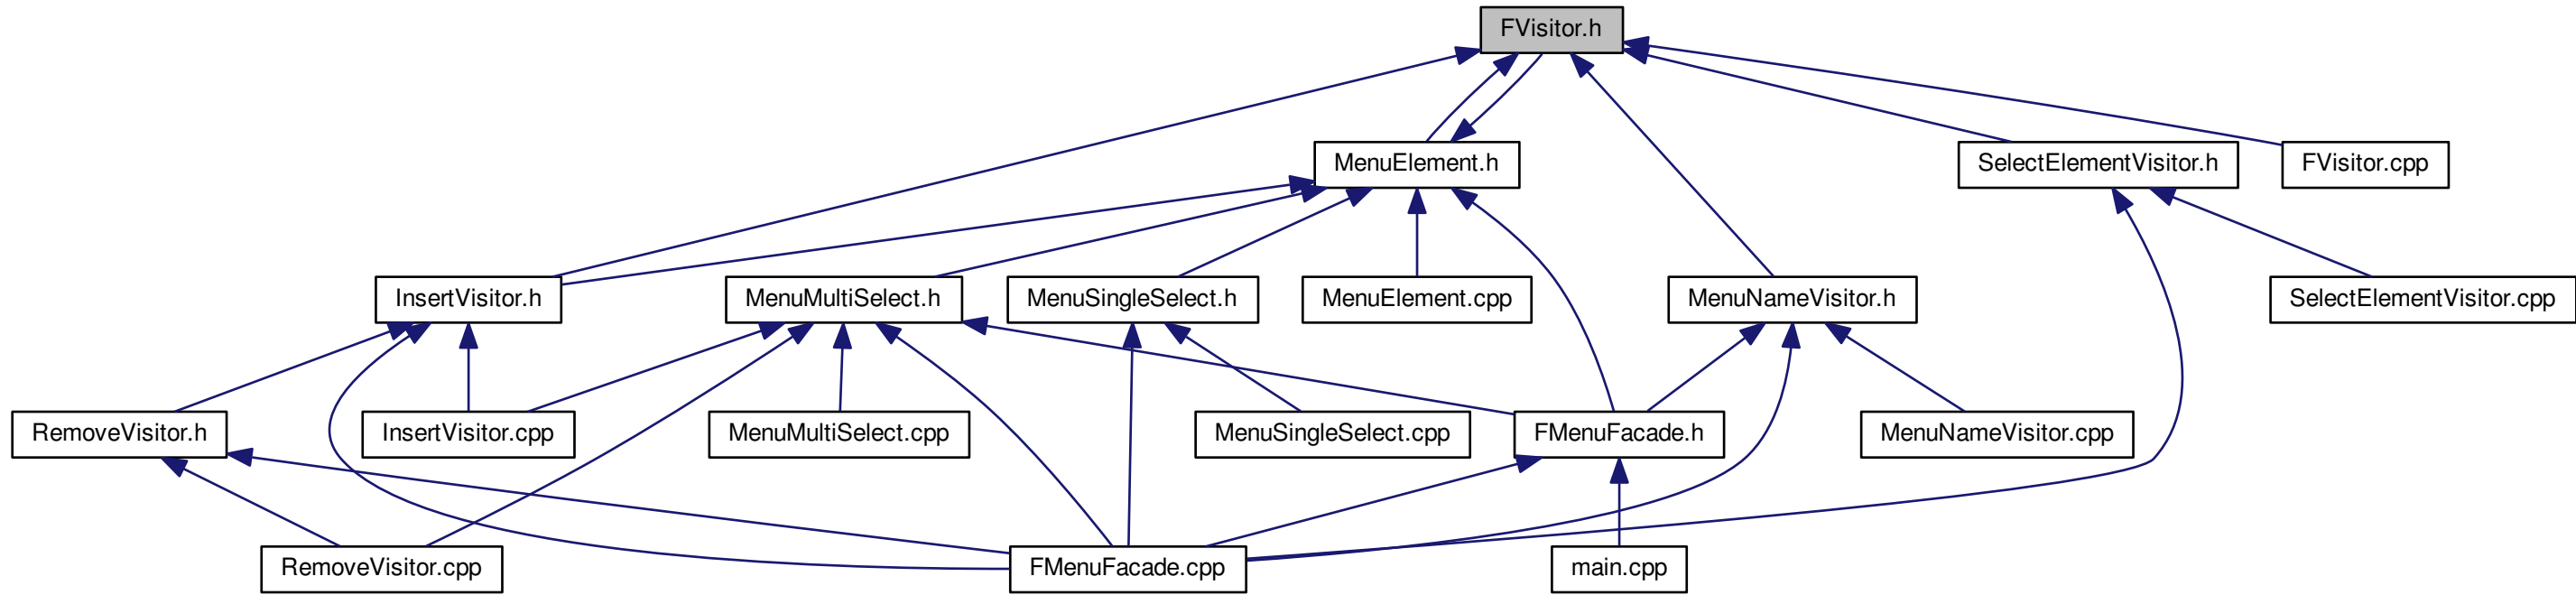 FVisitor.h
MenuElement.h
SelectElementVisitor.h
FVisitor.cpp
InsertVisitor.h
MenuMultiSelect.h
MenuSingleSelect.h
MenuElement.cpp
MenuNameVisitor.h
SelectElementVisitor.cpp
RemoveVisitor.h
InsertVisitor.cpp
MenuMultiSelect.cpp
MenuSingleSelect.cpp
FMenuFacade.h
MenuNameVisitor.cpp
RemoveVisitor.cpp
FMenuFacade.cpp
main.cpp